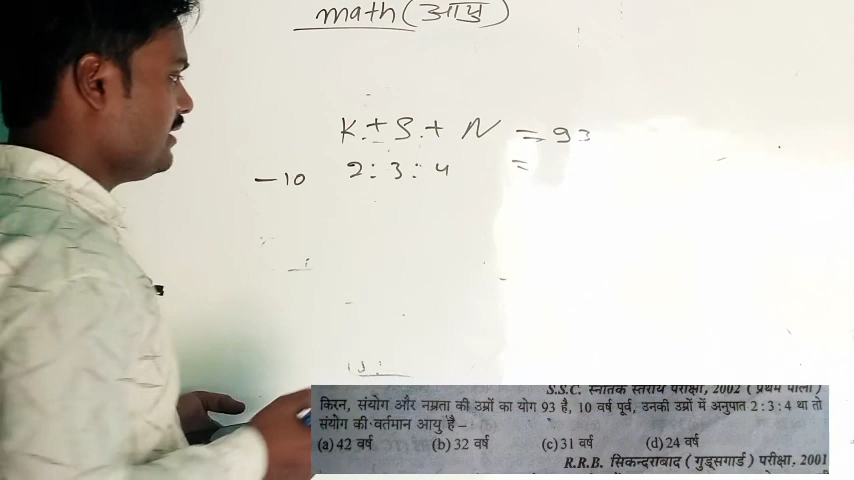 math (आयु)
K + S + N = 93
-10 2 : 3 : 4 =
S.S.C. स्नातक स्तरीय परीक्षा, 2002 ( प्रथम पाली )
किरन, संयोग और नम्रता की उम्रों का योग 93 है, 10 वर्ष पूर्व, उनकी उम्रों में अनुपात 2 : 3 : 4 था तो
संयोग की वर्तमान आयु है –
(a) 42 वर्ष (b) 32 वर्ष (c) 31 वर्ष (d) 24 वर्ष
R.R.B. सिकन्दराबाद ( गुड्सगार्ड ) परीक्षा, 2001